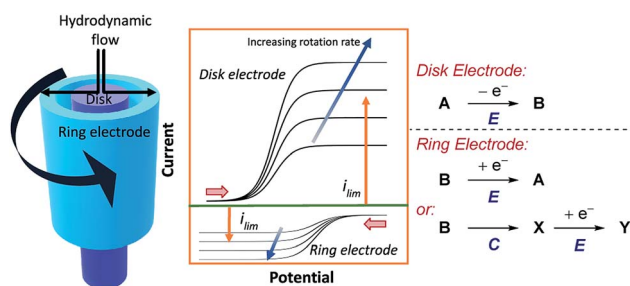 Hydrodynamic
flow
Disk
Ring electrode
Current
Increasing rotation rate
Disk electrode
i lim
i lim
Ring electrode
Potential
Disk Electrode:
A − e⁻ B
E
Ring Electrode:
B + e⁻ A
E
or:
B X + e⁻ Y
C E